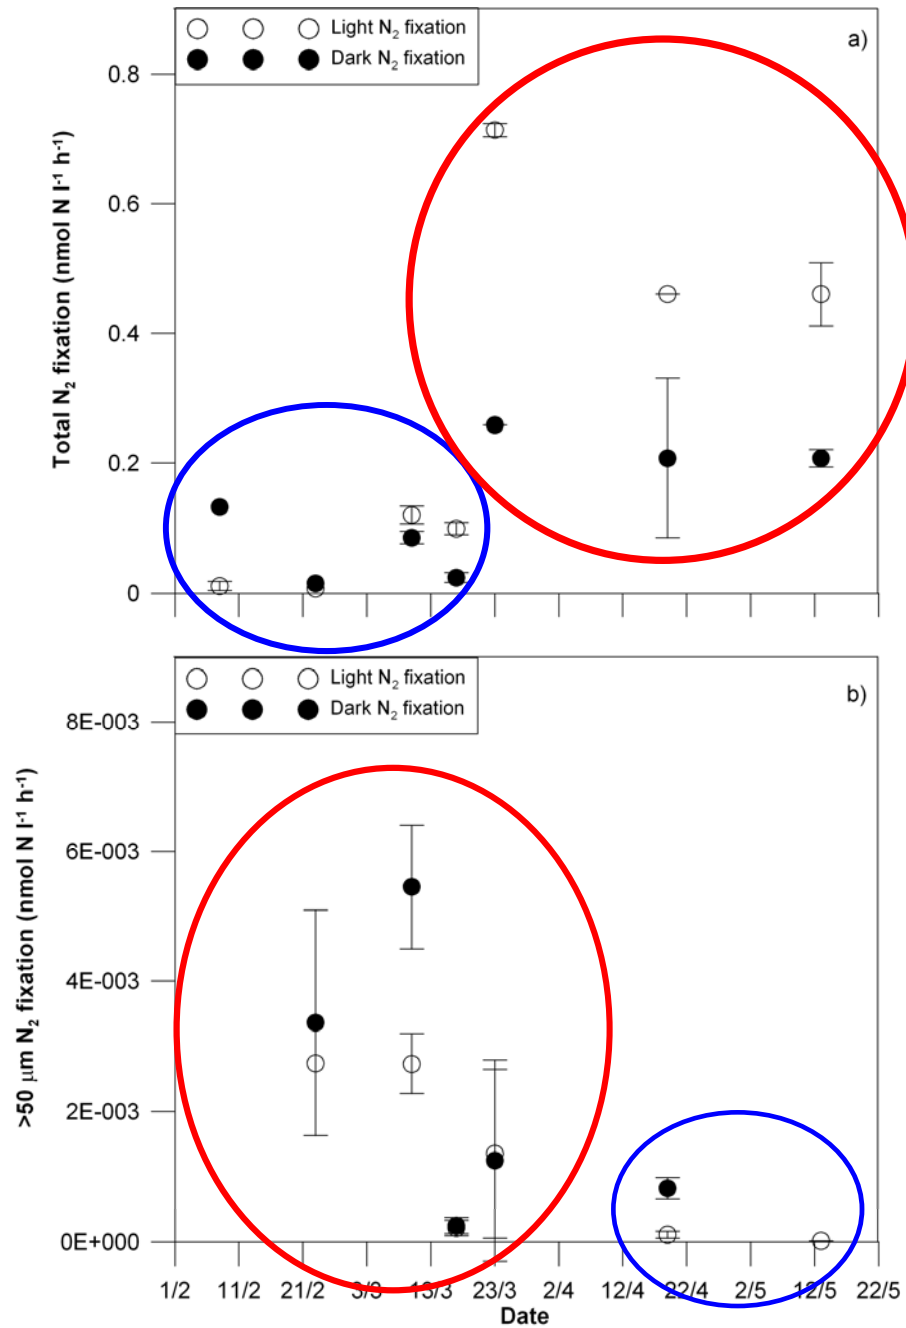 Light N₂ fixation
Dark N₂ fixation
a)
Total N₂ fixation (nmol N l⁻¹ h⁻¹)
0.8
0.6
0.4
0.2
0
Light N₂ fixation
Dark N₂ fixation
b)
>50 μm N₂ fixation (nmol N l⁻¹ h⁻¹)
8E-003
6E-003
4E-003
2E-003
0E+000
1/2 11/2 21/2 3/3 13/3 23/3 2/4 12/4 22/4 2/5 12/5 22/5
Date